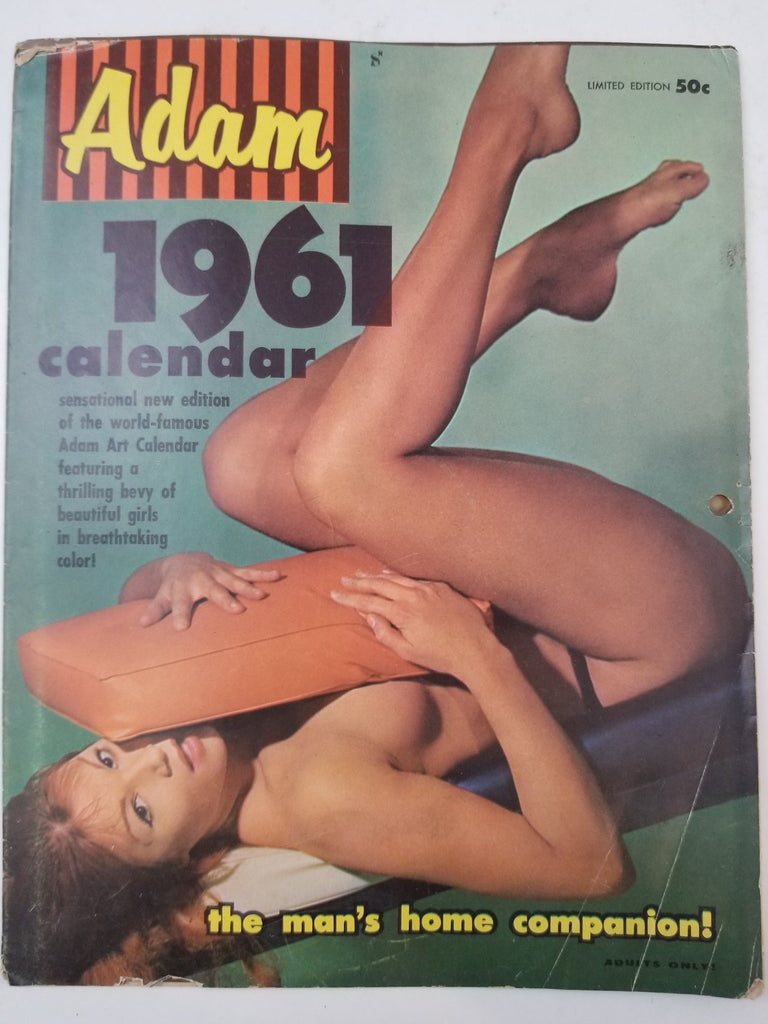 Adam
LIMITED EDITION 50c
1961
calendar
sensational new edition
of the world-famous
Adam Art Calendar
featuring a
thrilling bevy of
beautiful girls
in breathtaking
color!
the man's home companion!
ADULTS ONLY!